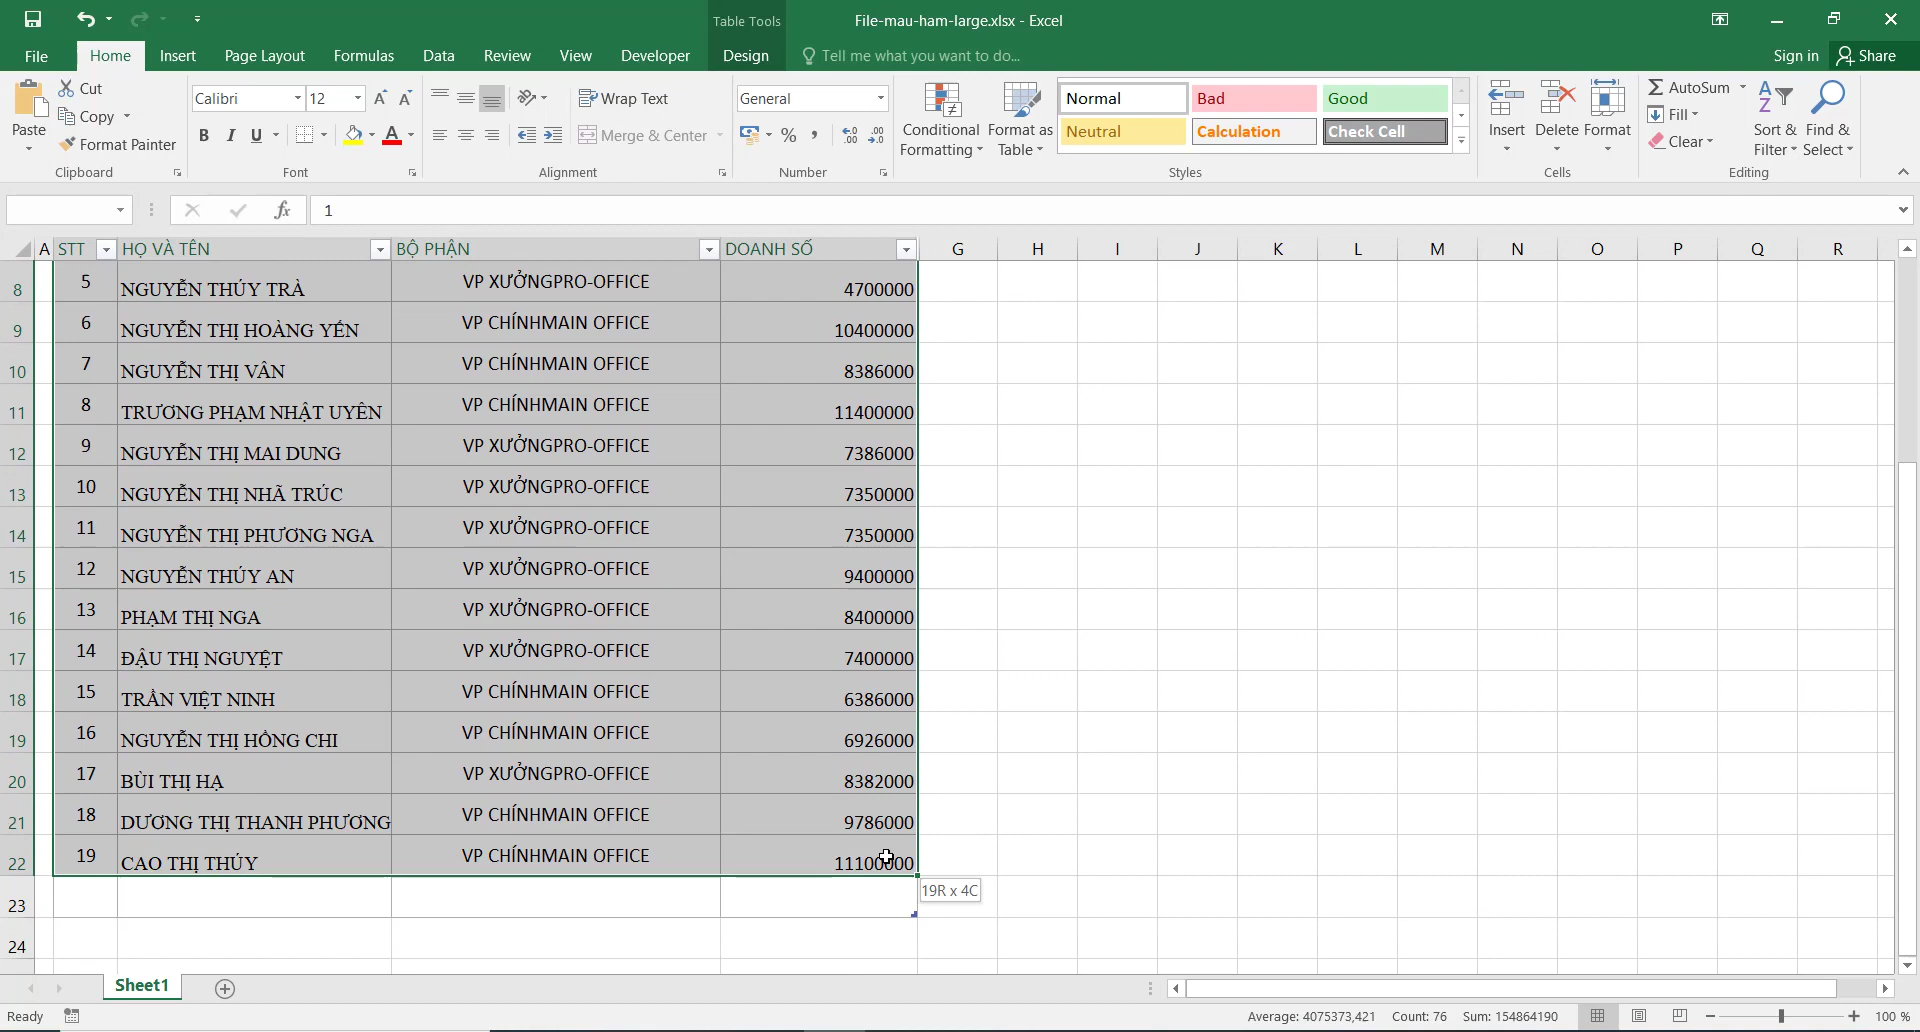 Table Tools
File-mau-ham-large.xlsx - Excel
File Home Insert Page Layout Formulas Data Review View Developer Design Tell me what you want to do... Sign in Share
Paste
Cut
Copy
Format Painter
Clipboard
Calibri 12
B I U
Font
Wrap Text
Merge & Center
Alignment
General
%
Number
Conditional Formatting
Format as Table
Normal Bad Good
Neutral Calculation Check Cell
Styles
Insert Delete Format
Cells
AutoSum
Fill
Clear
Sort & Filter
Find & Select
Editing
fx 1
A STT HỌ VÀ TÊN BỘ PHẬN DOANH SỐ G H I J K L M N O P Q R
8 5 NGUYỄN THÚY TRÀ VP XƯỞNGPRO-OFFICE 4700000
9 6 NGUYỄN THỊ HOÀNG YẾN VP CHÍNHMAIN OFFICE 10400000
10 7 NGUYỄN THỊ VÂN VP CHÍNHMAIN OFFICE 8386000
11 8 TRƯƠNG PHẠM NHẬT UYÊN VP CHÍNHMAIN OFFICE 11400000
12 9 NGUYỄN THỊ MAI DUNG VP XƯỞNGPRO-OFFICE 7386000
13 10 NGUYỄN THỊ NHÃ TRÚC VP XƯỞNGPRO-OFFICE 7350000
14 11 NGUYỄN THỊ PHƯƠNG NGA VP XƯỞNGPRO-OFFICE 7350000
15 12 NGUYỄN THÚY AN VP XƯỞNGPRO-OFFICE 9400000
16 13 PHẠM THỊ NGA VP XƯỞNGPRO-OFFICE 8400000
17 14 ĐẬU THỊ NGUYỆT VP XƯỞNGPRO-OFFICE 7400000
18 15 TRẦN VIỆT NINH VP CHÍNHMAIN OFFICE 6386000
19 16 NGUYỄN THỊ HỒNG CHI VP CHÍNHMAIN OFFICE 6926000
20 17 BÙI THỊ HẠ VP XƯỞNGPRO-OFFICE 8382000
21 18 DƯƠNG THỊ THANH PHƯƠNG VP CHÍNHMAIN OFFICE 9786000
22 19 CAO THỊ THÚY VP CHÍNHMAIN OFFICE 11100000
19R x 4C
23
24
Sheet1
Ready Average: 4075373,421 Count: 76 Sum: 154864190 100 %